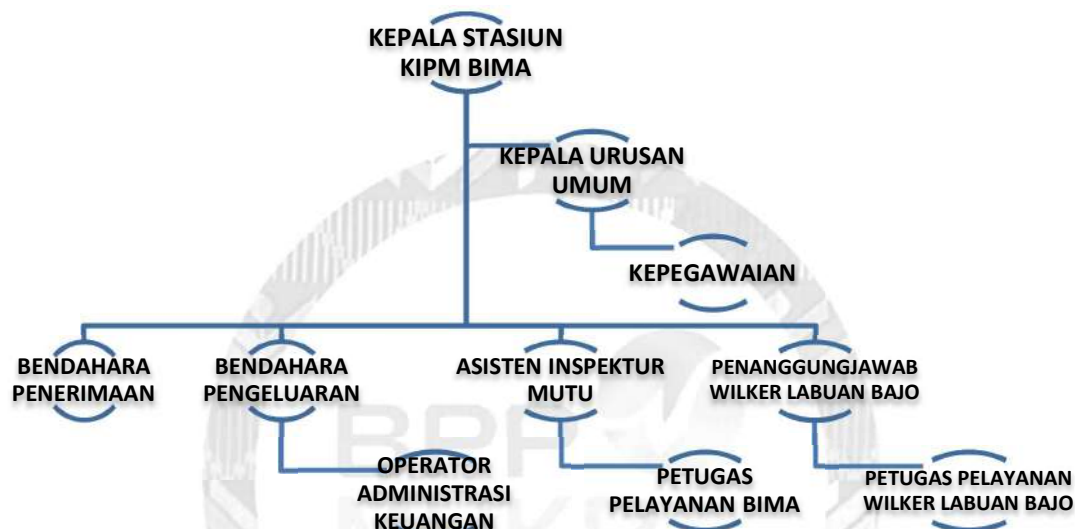 KEPALA STASIUN
KIPM BIMA
KEPALA URUSAN
UMUM
KEPEGAWAIAN
BENDAHARA
PENERIMAAN
BENDAHARA
PENGELUARAN
ASISTEN INSPEKTUR
MUTU
PENANGGUNGJAWAB
WILKER LABUAN BAJO
OPERATOR
ADMINISTRASI
KEUANGAN
PETUGAS
PELAYANAN BIMA
PETUGAS PELAYANAN
WILKER LABUAN BAJO